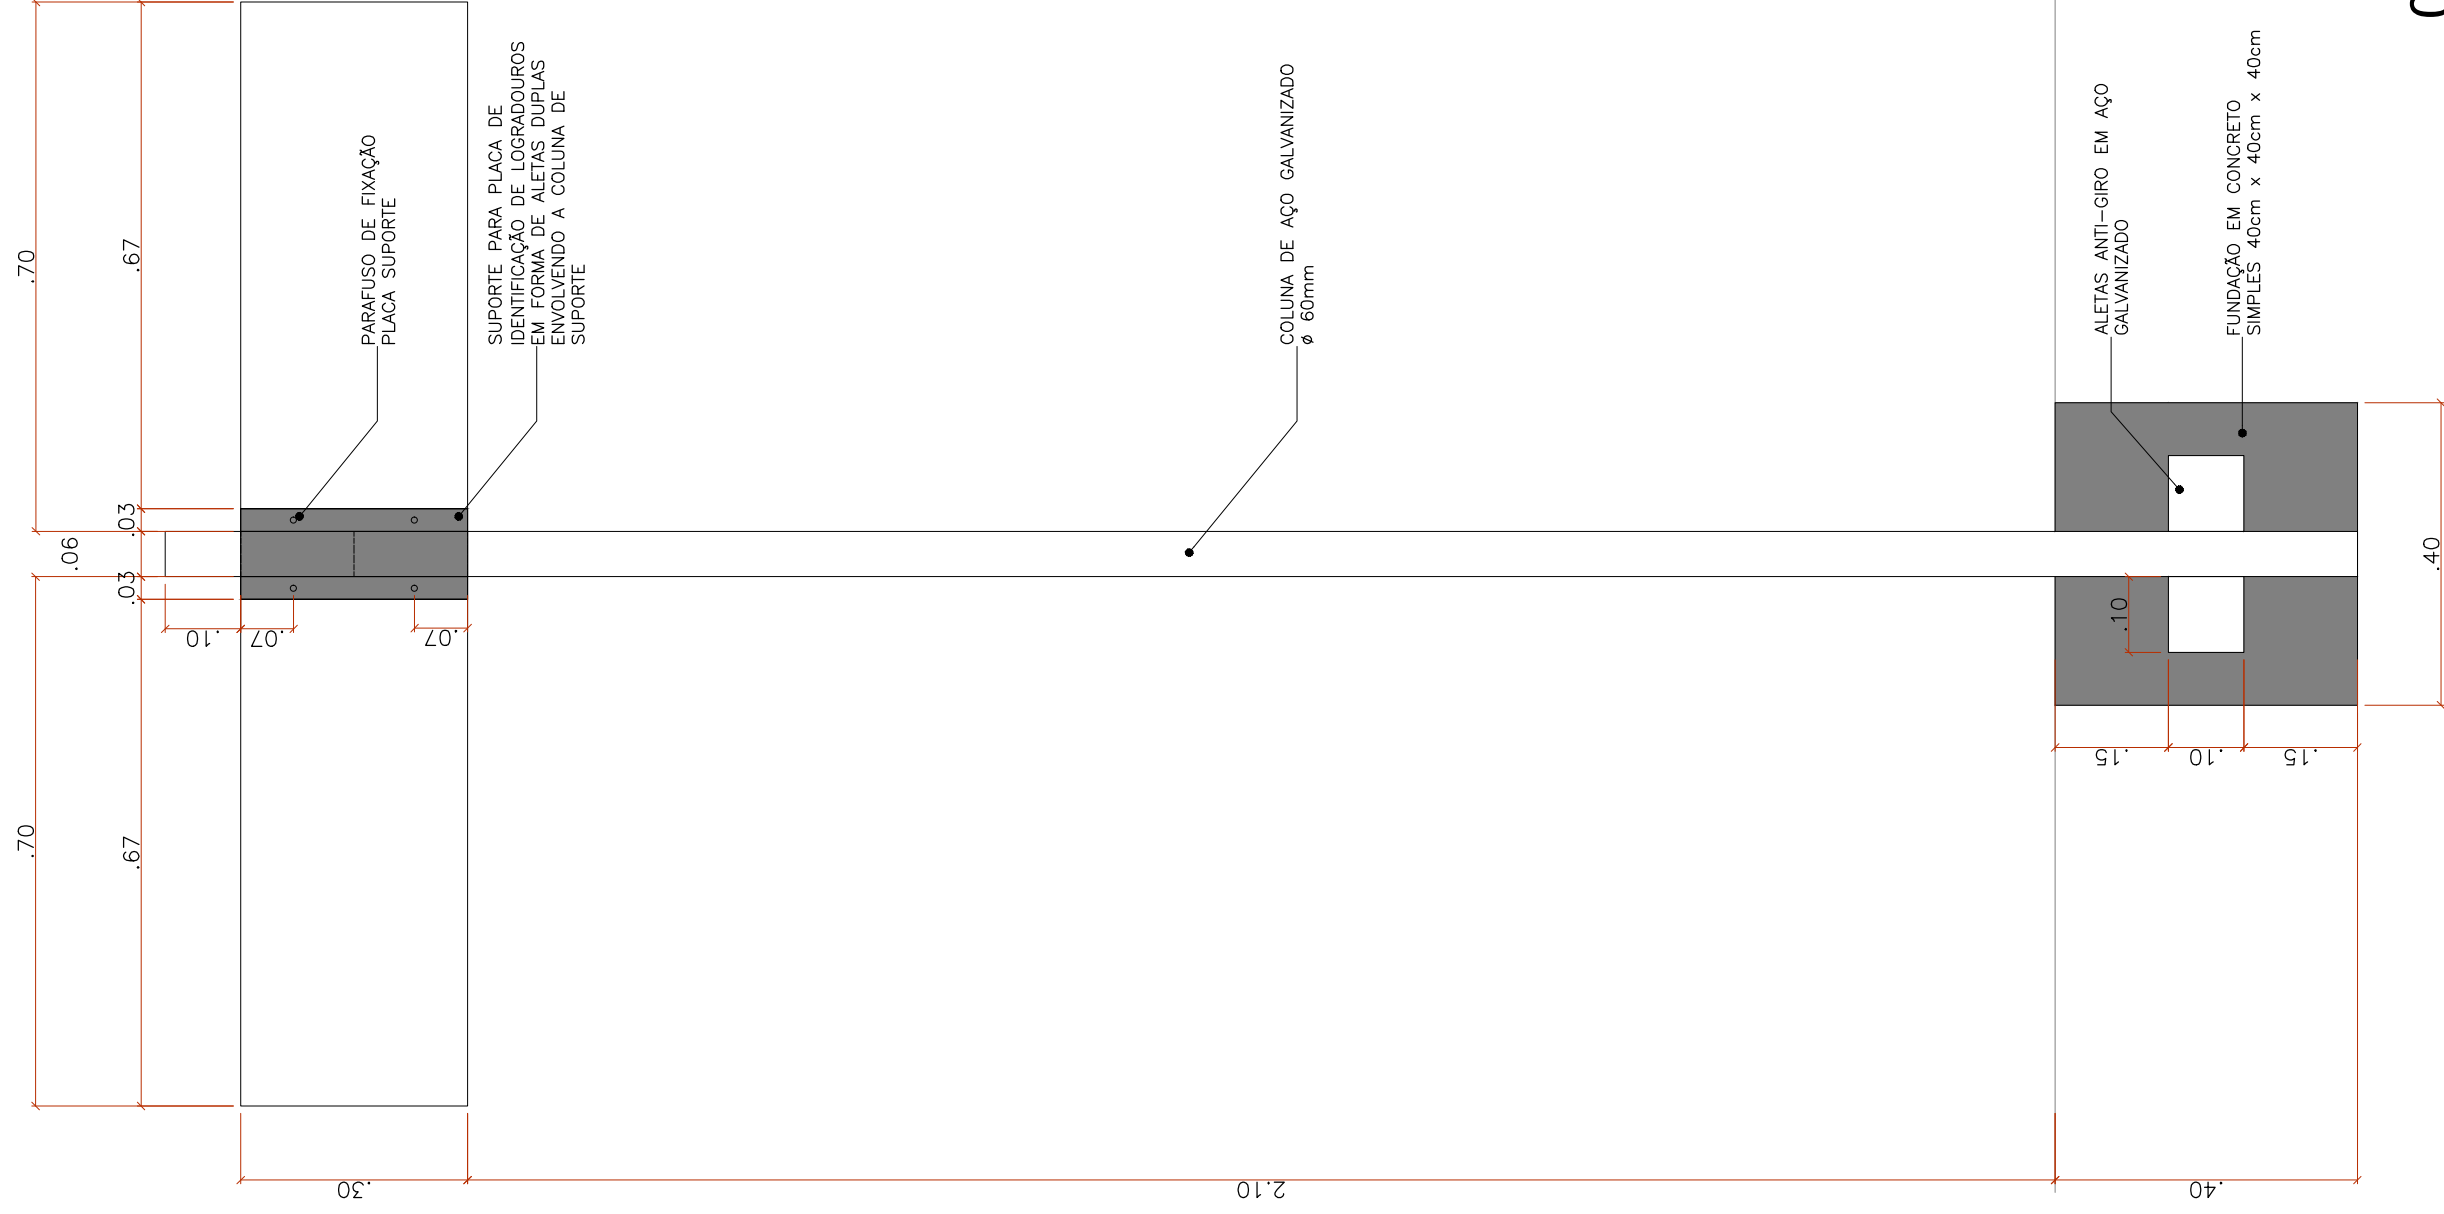 .70
.67
.03
.06
.03
.70
.67
.10
.07
.07
PARAFUSO DE FIXAÇÃO
PLACA SUPORTE
SUPORTE PARA PLACA DE
IDENTIFICAÇÃO DE LOGRADOUROS
EM FORMA DE ALETAS DUPLAS
ENVOLVENDO A COLUNA DE
SUPORTE
COLUNA DE AÇO GALVANIZADO
ø 60mm
ALETAS ANTI-GIRO EM AÇO
GALVANIZADO
FUNDAÇÃO EM CONCRETO
SIMPLES 40cm x 40cm x 40cm
.10
.40
.15
.10
.15
.30
2.10
.40